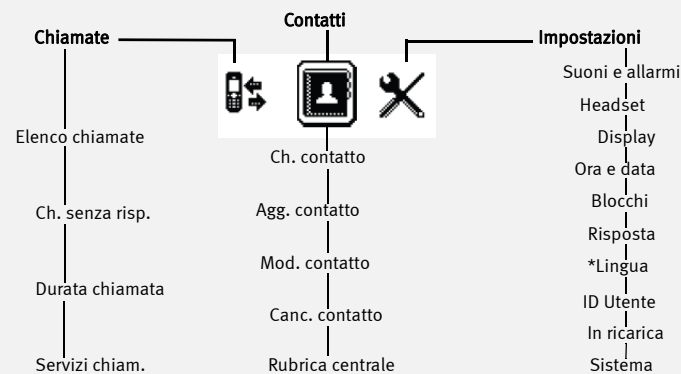 Contatti
Chiamate
Impostazioni
Elenco chiamate
Ch. senza risp.
Durata chiamata
Servizi chiam.
Ch. contatto
Agg. contatto
Mod. contatto
Canc. contatto
Rubrica centrale
Suoni e allarmi
Headset
Display
Ora e data
Blocchi
Risposta
*Lingua
ID Utente
In ricarica
Sistema